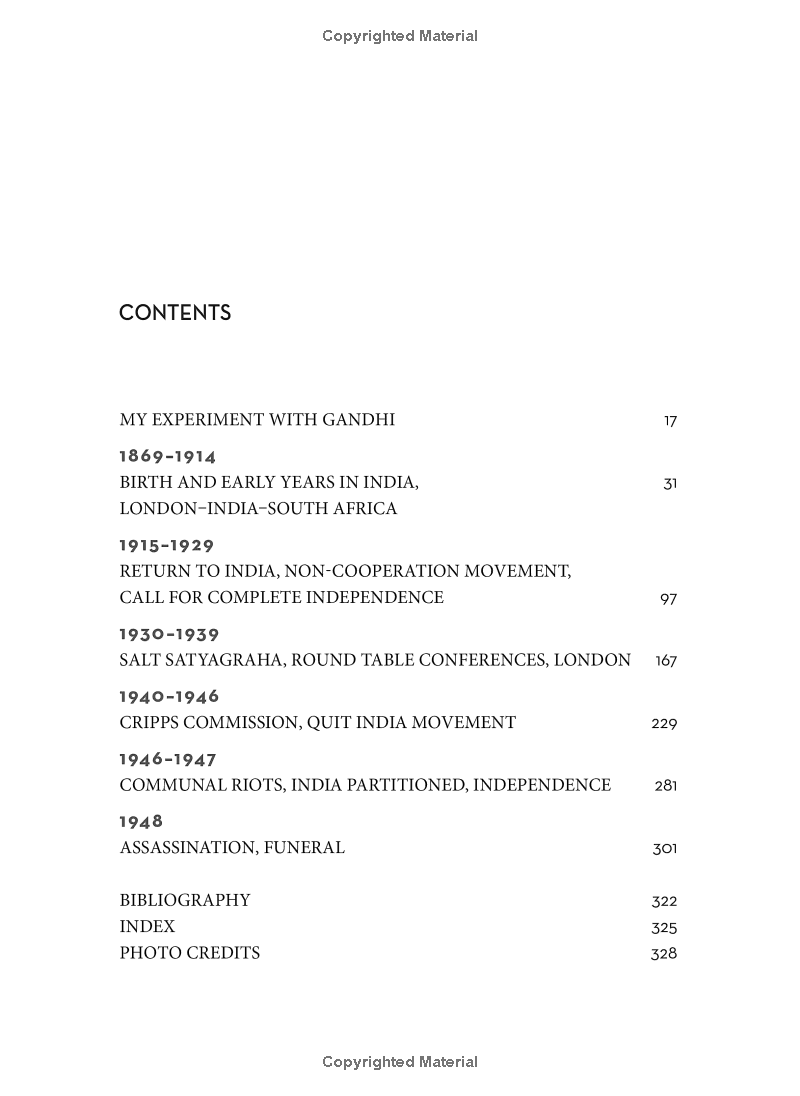 Copyrighted Material
CONTENTS
MY EXPERIMENT WITH GANDHI 17
1869–1914
BIRTH AND EARLY YEARS IN INDIA, 31
LONDON–INDIA–SOUTH AFRICA
1915–1929
RETURN TO INDIA, NON-COOPERATION MOVEMENT,
CALL FOR COMPLETE INDEPENDENCE 97
1930–1939
SALT SATYAGRAHA, ROUND TABLE CONFERENCES, LONDON 167
1940–1946
CRIPPS COMMISSION, QUIT INDIA MOVEMENT 229
1946–1947
COMMUNAL RIOTS, INDIA PARTITIONED, INDEPENDENCE 281
1948
ASSASSINATION, FUNERAL 301
BIBLIOGRAPHY 322
INDEX 325
PHOTO CREDITS 328
Copyrighted Material